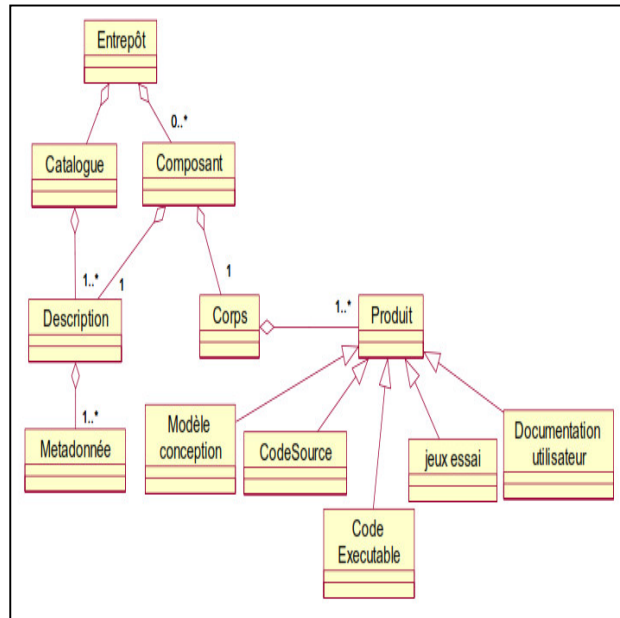 Entrepôt
0..*
Catalogue
Composant
1..*
1
1
Description
Corps
1..*
Produit
1..*
Metadonnée
Modèle
conception
CodeSource
jeux essai
Documentation
utilisateur
Code
Executable